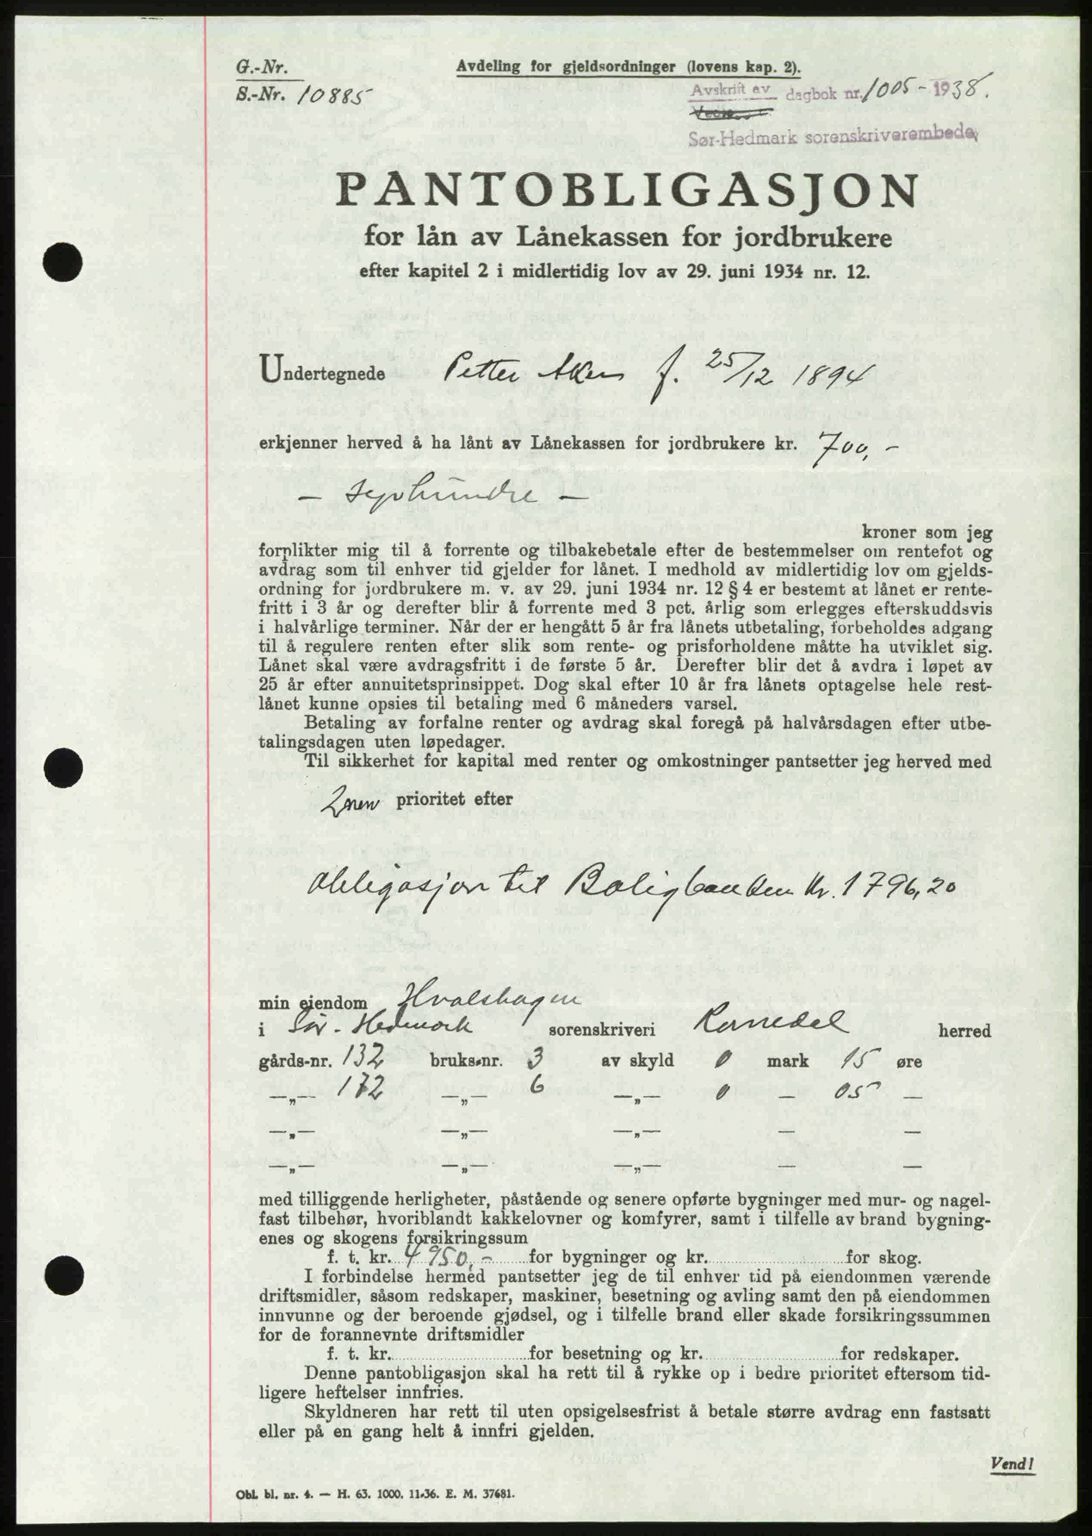 G.-Nr.
S.-Nr. 10885
Avdeling for gjeldsordninger (lovens kap. 2).
Avskrift av dagbok nr. 1005 - 1938.
Sør-Hedmark sorenskriverembede
PANTOBLIGASJON
for lån av Lånekassen for jordbrukere
efter kapitel 2 i midlertidig lov av 29. juni 1934 nr. 12.
Undertegnede Petter Aker f. 25/12 1894
erkjenner herved å ha lånt av Lånekassen for jordbrukere kr. 700,-
- syvhundre -
kroner som jeg
forplikter mig til å forrente og tilbakebetale efter de bestemmelser om rentefot og
avdrag som til enhver tid gjelder for lånet. I medhold av midlertidig lov om gjelds-
ordning for jordbrukere m. v. av 29. juni 1934 nr. 12 § 4 er bestemt at lånet er rente-
fritt i 3 år og derefter blir å forrente med 3 pct. årlig som erlegges efterskuddsvis
i halvårlige terminer. Når der er hengått 5 år fra lånets utbetaling, forbeholdes adgang
til å regulere renten efter slik som rente- og prisforholdene måtte ha utviklet sig.
Lånet skal være avdragsfritt i de første 5 år. Derefter blir det å avdra i løpet av
25 år efter annuitetsprinsippet. Dog skal efter 10 år fra lånets optagelse hele rest-
lånet kunne opsies til betaling med 6 måneders varsel.
Betaling av forfalne renter og avdrag skal foregå på halvårsdagen efter utbe-
talingsdagen uten løpedager.
Til sikkerhet for kapital med renter og omkostninger pantsetter jeg herved med
2nen prioritet efter
obligasjon til Boligbanken kr. 1796,20
min eiendom Hvalshagen
i Sør-Hedmark sorenskriveri Romedal herred
gårds-nr. 132 bruks-nr. 3 av skyld 0 mark 15 øre
—„— 172 —„— 6 —„— 0 — 05 —
—„— —„— —„— — —
—„— —„— —„— — —
med tilliggende herligheter, påstående og senere opførte bygninger med mur- og nagel-
fast tilbehør, hvoriblandt kakkelovner og komfyrer, samt i tilfelle av brand bygning-
enes og skogens forsikringssum
f. t. kr. 4950,- for bygninger og kr. for skog.
I forbindelse hermed pantsetter jeg de til enhver tid på eiendommen værende
driftsmidler, såsom redskaper, maskiner, besetning og avling samt den på eiendommen
innvunne og der beroende gjødsel, og i tilfelle brand eller skade forsikringssummen
for de forannevnte driftsmidler
f. t. kr. for besetning og kr. for redskaper.
Denne pantobligasjon skal ha rett til å rykke op i bedre prioritet eftersom tid-
ligere heftelser innfries.
Skyldneren har rett til uten opsigelsesfrist å betale større avdrag enn fastsatt
eller på en gang helt å innfri gjelden.
Vend!
Obl. bl. nr. 4. — H. 63. 1000. 11-36. E. M. 37681.